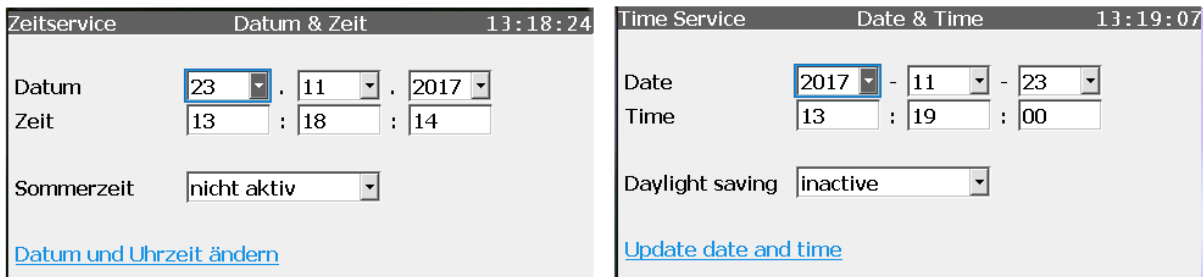 Zeitservice Datum & Zeit 13:18:24
Datum 23 . 11 . 2017
Zeit 13 : 18 : 14
Sommerzeit nicht aktiv
Datum und Uhrzeit ändern
Time Service Date & Time 13:19:07
Date 2017 - 11 - 23
Time 13 : 19 : 00
Daylight saving inactive
Update date and time